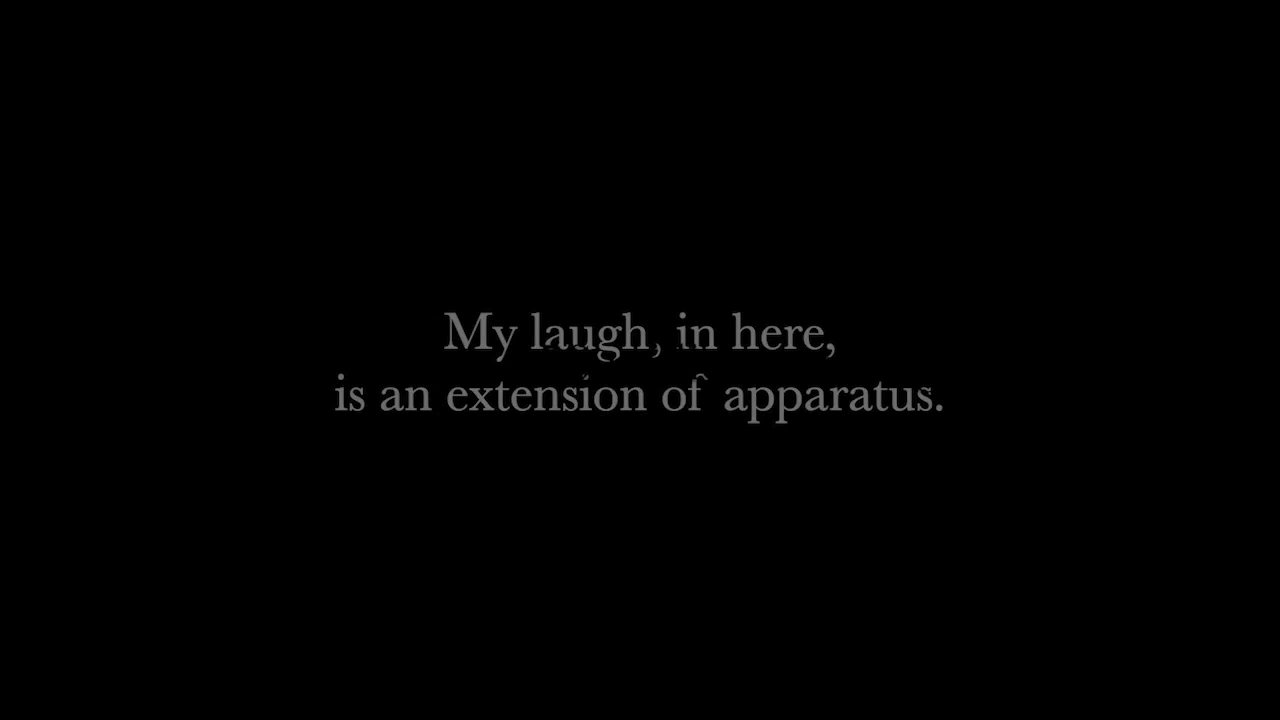 My laugh, in here,
is an extension of apparatus.